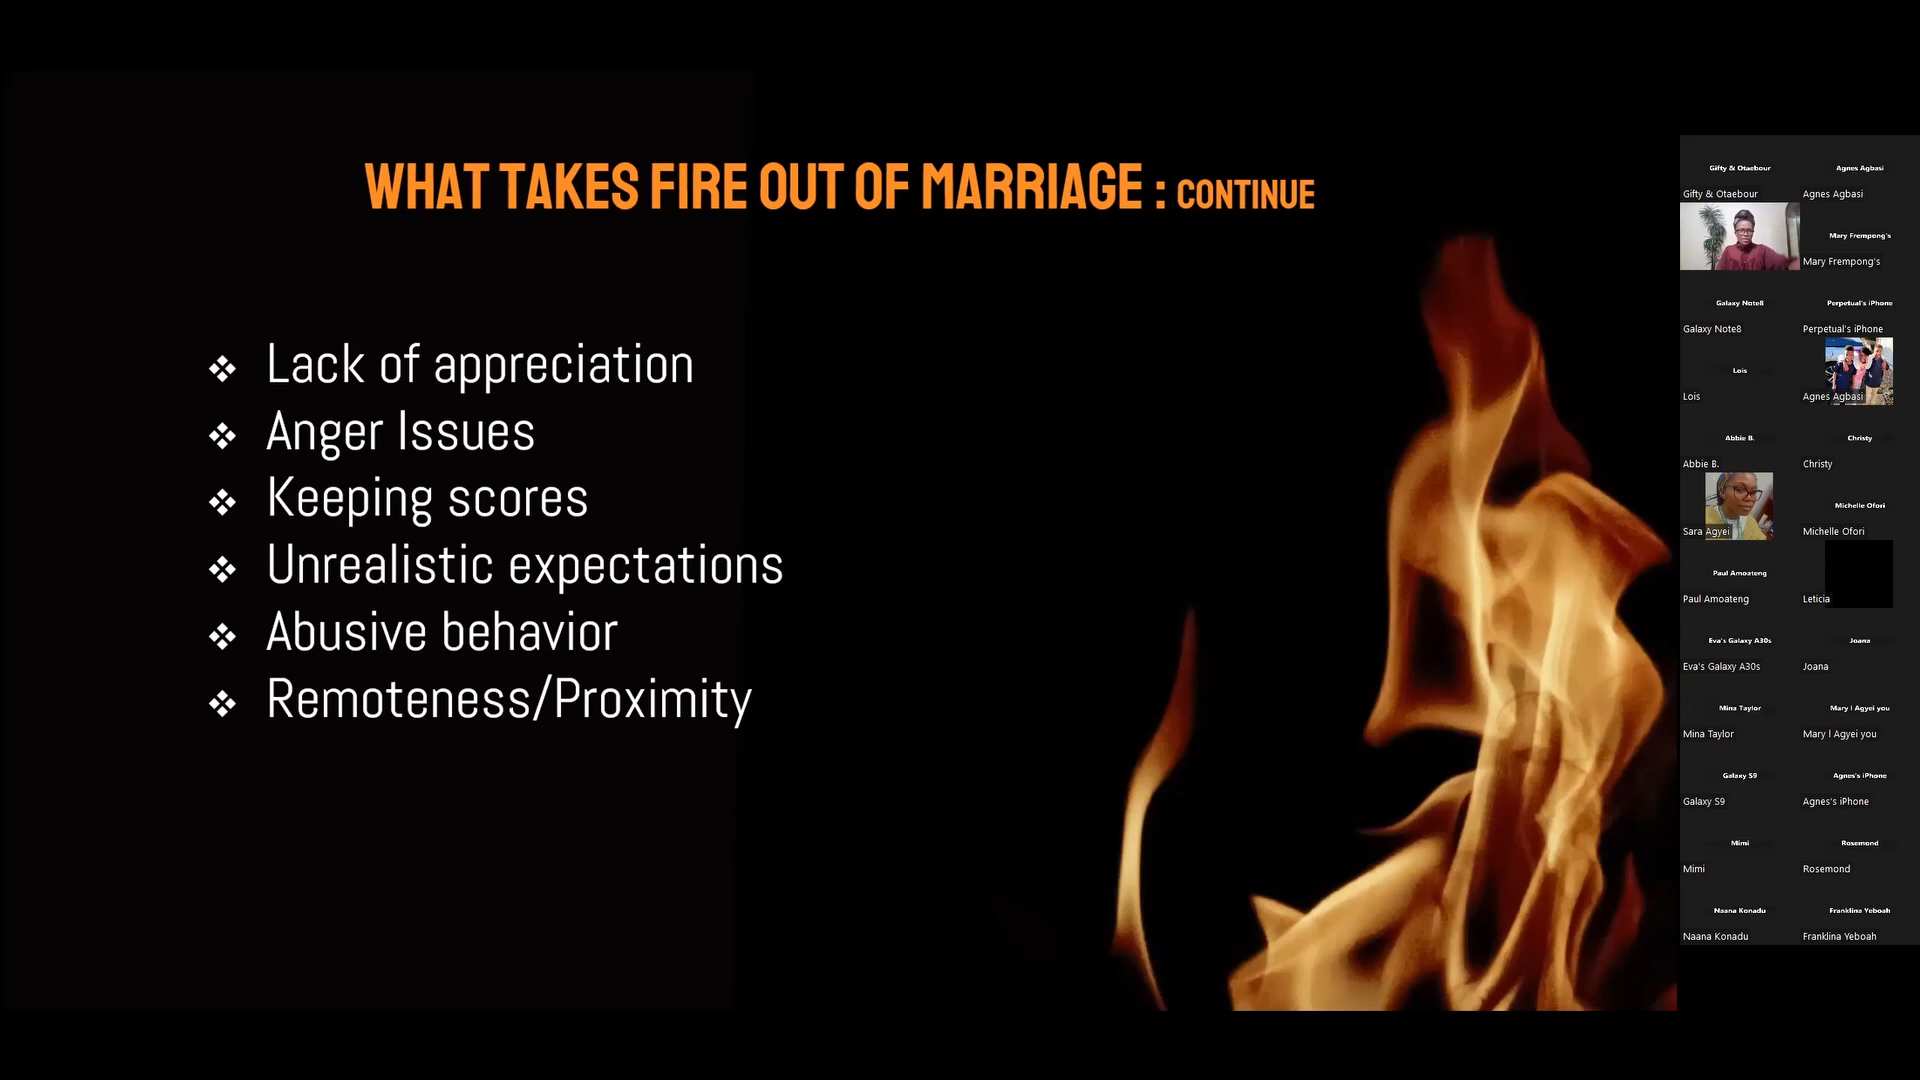 WHAT TAKES FIRE OUT OF MARRIAGE : CONTINUE
❖ Lack of appreciation
❖ Anger Issues
❖ Keeping scores
❖ Unrealistic expectations
❖ Abusive behavior
❖ Remoteness/Proximity
Gifty & Otaebour
Agnes Agbasi
Gifty & Otaebour
Agnes Agbasi
Mary Frempong's
Mary Frempong's
Galaxy Note8
Perpetual's iPhone
Galaxy Note8
Perpetual's iPhone
Lois
Lois
Agnes Agbasi
Abbie B.
Christy
Abbie B.
Christy
Michelle Ofori
Sara Agyei
Michelle Ofori
Paul Amoateng
Paul Amoateng
Leticia
Eva's Galaxy A30s
Joana
Eva's Galaxy A30s
Joana
Mina Taylor
Mary l Agyei you
Mina Taylor
Mary l Agyei you
Galaxy S9
Agnes's iPhone
Galaxy S9
Agnes's iPhone
Mimi
Rosemond
Mimi
Rosemond
Naana Konadu
Franklina Yeboah
Naana Konadu
Franklina Yeboah